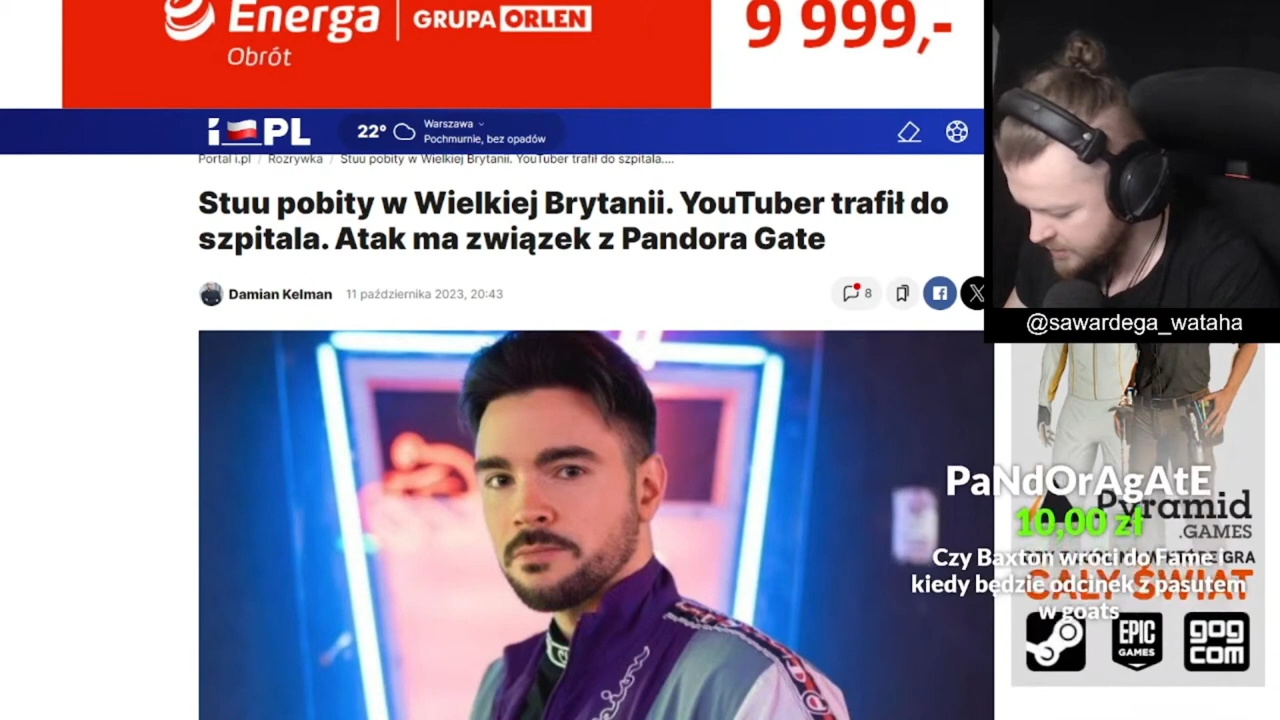 Energa
GRUPA ORLEN
Obrót
9 999,-
i.PL
22°
Warszawa
Pochmurnie, bez opadów
Portal i.pl / Rozrywka / Stuu pobity w Wielkiej Brytanii. YouTuber trafił do szpitala....
Stuu pobity w Wielkiej Brytanii. YouTuber trafił do
szpitala. Atak ma związek z Pandora Gate
Damian Kelman
11 października 2023, 20:43
8
@sawardega_wataha
PaNdOrAgAtE
10,00 zł
Czy Baxton wróci do Fame i
kiedy będzie odcinek z pasutem
w goats
Pyramid
.GAMES
GRA
CAŁY ŚWIAT
EPIC
GAMES
gog
com